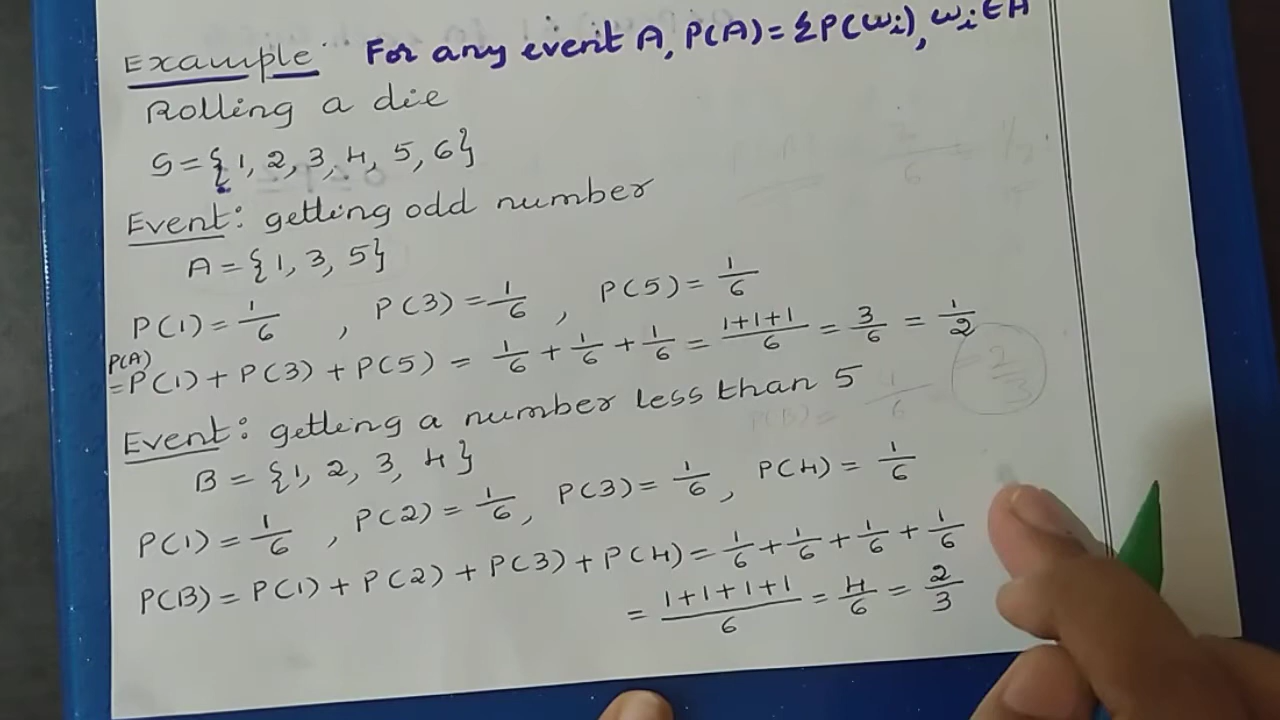 Example For any event A, P(A) = ΣP(ωi), ωi ∈ A
Rolling a die
S = {1, 2, 3, 4, 5, 6}
Event: getting odd number
A = {1, 3, 5}
P(1) = 1/6 , P(3) = 1/6 , P(5) = 1/6
P(A)
= P(1) + P(3) + P(5) = 1/6 + 1/6 + 1/6 = 1+1+1/6 = 3/6 = 1/2
Event: getting a number less than 5
B = {1, 2, 3, 4}
P(1) = 1/6 , P(2) = 1/6 , P(3) = 1/6 , P(4) = 1/6
P(B) = P(1) + P(2) + P(3) + P(4) = 1/6 + 1/6 + 1/6 + 1/6
= 1+1+1+1/6 = 4/6 = 2/3